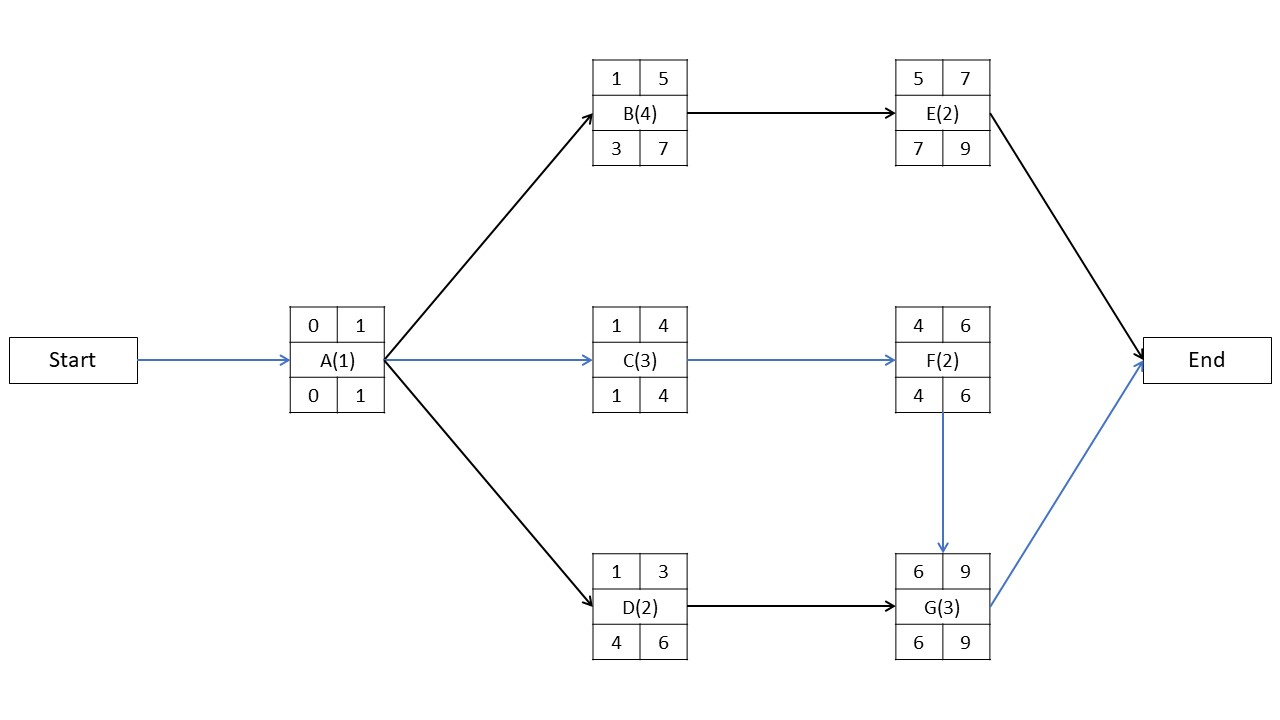 1 5
B(4)
3 7
5 7
E(2)
7 9
Start
0 1
A(1)
0 1
1 4
C(3)
1 4
4 6
F(2)
4 6
End
1 3
D(2)
4 6
6 9
G(3)
6 9